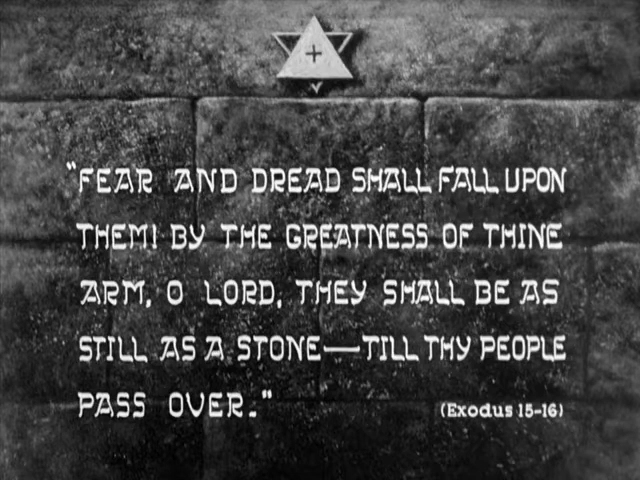 "FEAR AND DREAD SHALL FALL UPON
THEM! BY THE GREATNESS OF THINE
ARM, O LORD, THEY SHALL BE AS
STILL AS A STONE—TILL THY PEOPLE
PASS OVER."
(Exodus 15-16)